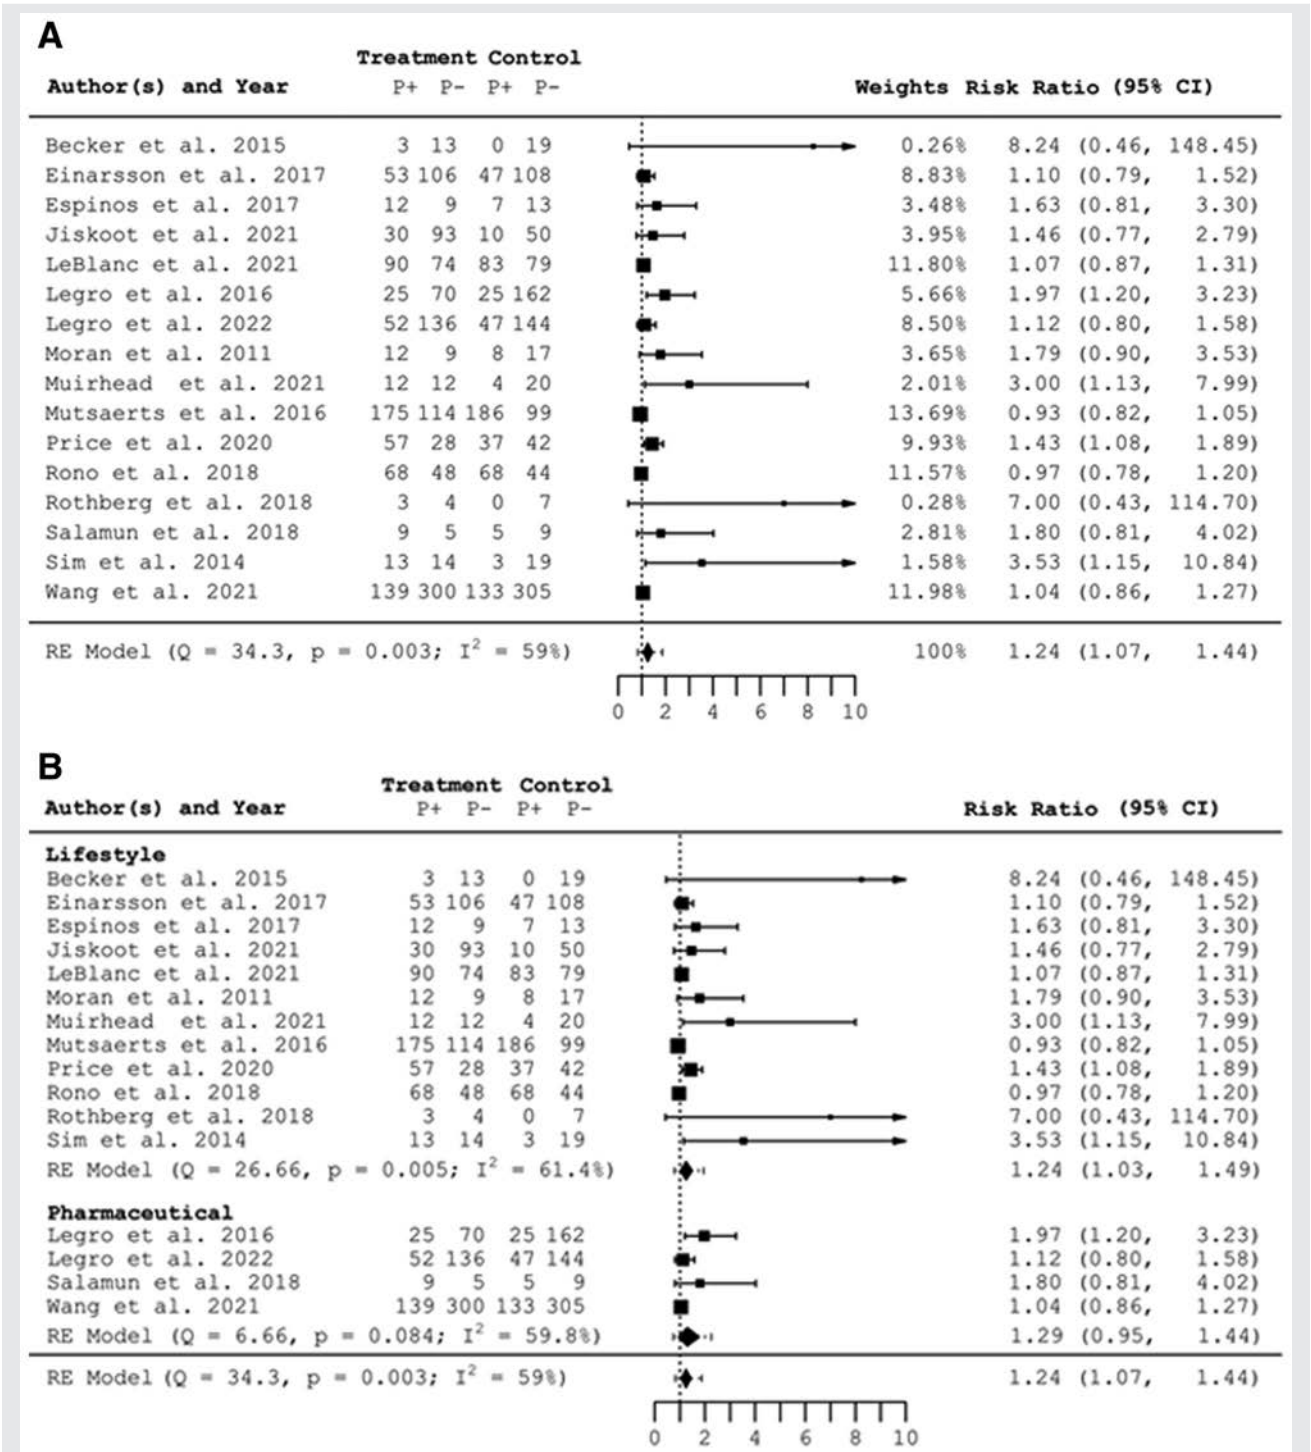 A
Treatment Control
Author(s) and Year P+ P- P+ P- Weights Risk Ratio (95% CI)
Becker et al. 2015 3 13 0 19 0.26% 8.24 (0.46, 148.45)
Einarsson et al. 2017 53 106 47 108 8.83% 1.10 (0.79, 1.52)
Espinos et al. 2017 12 9 7 13 3.48% 1.63 (0.81, 3.30)
Jiskoot et al. 2021 30 93 10 50 3.95% 1.46 (0.77, 2.79)
LeBlanc et al. 2021 90 74 83 79 11.80% 1.07 (0.87, 1.31)
Legro et al. 2016 25 70 25 162 5.66% 1.97 (1.20, 3.23)
Legro et al. 2022 52 136 47 144 8.50% 1.12 (0.80, 1.58)
Moran et al. 2011 12 9 8 17 3.65% 1.79 (0.90, 3.53)
Muirhead et al. 2021 12 12 4 20 2.01% 3.00 (1.13, 7.99)
Mutsaerts et al. 2016 175 114 186 99 13.69% 0.93 (0.82, 1.05)
Price et al. 2020 57 28 37 42 9.93% 1.43 (1.08, 1.89)
Rono et al. 2018 68 48 68 44 11.57% 0.97 (0.78, 1.20)
Rothberg et al. 2018 3 4 0 7 0.28% 7.00 (0.43, 114.70)
Salamun et al. 2018 9 5 5 9 2.81% 1.80 (0.81, 4.02)
Sim et al. 2014 13 14 3 19 1.58% 3.53 (1.15, 10.84)
Wang et al. 2021 139 300 133 305 11.98% 1.04 (0.86, 1.27)
RE Model (Q = 34.3, p = 0.003; I² = 59%) 100% 1.24 (1.07, 1.44)
0 2 4 6 8 10
B
Treatment Control
Author(s) and Year P+ P- P+ P- Risk Ratio (95% CI)
Lifestyle
Becker et al. 2015 3 13 0 19 8.24 (0.46, 148.45)
Einarsson et al. 2017 53 106 47 108 1.10 (0.79, 1.52)
Espinos et al. 2017 12 9 7 13 1.63 (0.81, 3.30)
Jiskoot et al. 2021 30 93 10 50 1.46 (0.77, 2.79)
LeBlanc et al. 2021 90 74 83 79 1.07 (0.87, 1.31)
Moran et al. 2011 12 9 8 17 1.79 (0.90, 3.53)
Muirhead et al. 2021 12 12 4 20 3.00 (1.13, 7.99)
Mutsaerts et al. 2016 175 114 186 99 0.93 (0.82, 1.05)
Price et al. 2020 57 28 37 42 1.43 (1.08, 1.89)
Rono et al. 2018 68 48 68 44 0.97 (0.78, 1.20)
Rothberg et al. 2018 3 4 0 7 7.00 (0.43, 114.70)
Sim et al. 2014 13 14 3 19 3.53 (1.15, 10.84)
RE Model (Q = 26.66, p = 0.005; I² = 61.4%) 1.24 (1.03, 1.49)
Pharmaceutical
Legro et al. 2016 25 70 25 162 1.97 (1.20, 3.23)
Legro et al. 2022 52 136 47 144 1.12 (0.80, 1.58)
Salamun et al. 2018 9 5 5 9 1.80 (0.81, 4.02)
Wang et al. 2021 139 300 133 305 1.04 (0.86, 1.27)
RE Model (Q = 6.66, p = 0.084; I² = 59.8%) 1.29 (0.95, 1.44)
RE Model (Q = 34.3, p = 0.003; I² = 59%) 1.24 (1.07, 1.44)
0 2 4 6 8 10